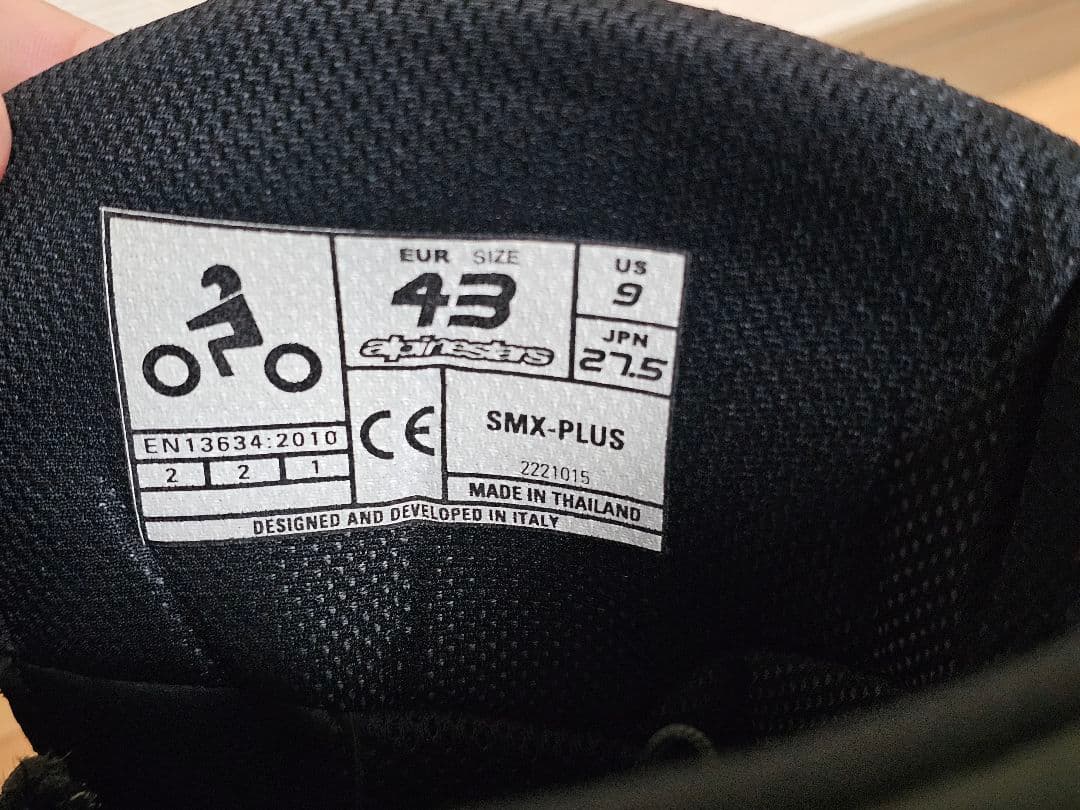 EUR SIZE
43
alpinestars
US
9
JPN
27.5
EN13634:2010
2 2 1
CE
SMX-PLUS
2221015
MADE IN THAILAND
DESIGNED AND DEVELOPED IN ITALY